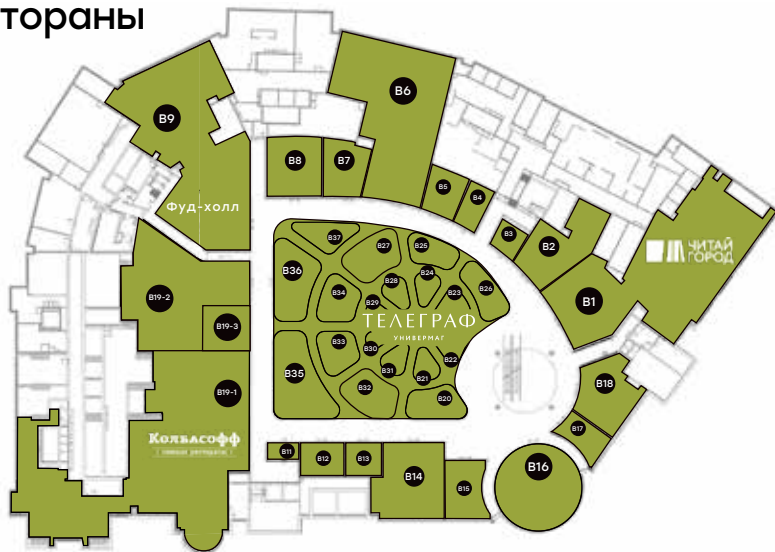 тораны
B6
B9
B8
B7
B5
B4
Фуд-холл
B3
B2
ЧИТАЙ
ГОРОД
B37
B27
B25
B36
B28
B24
B26
B34
B29
B23
B1
B19-2
B19-3
ТЕЛЕГРАФ
УНИВЕРМАГ
B33
B30
B22
B35
B31
B21
B32
B20
B18
B19-1
B17
Колбасофф
B11
B12
B13
B14
B15
B16